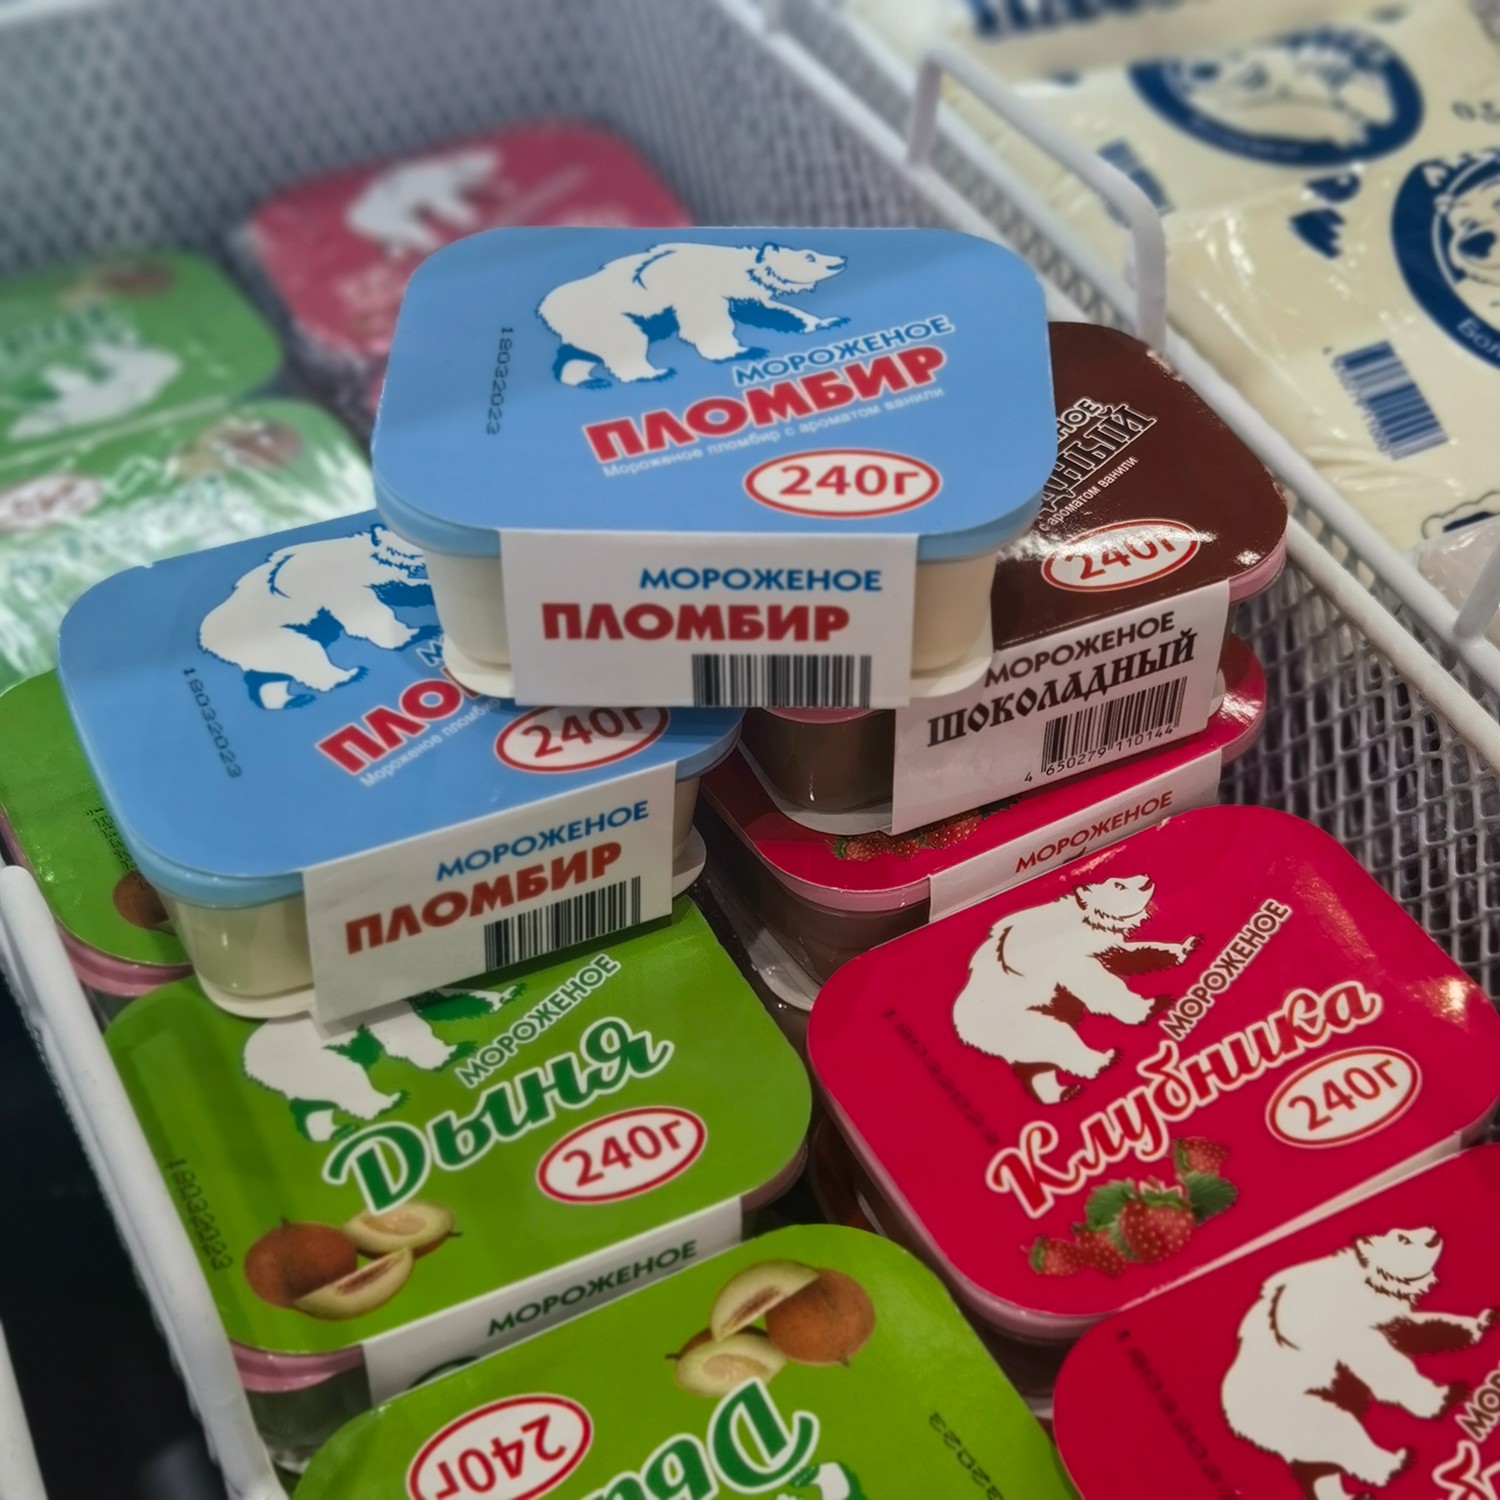 18032023
МОРОЖЕНОЕ
ПЛОМБИР
Мороженое пломбир с ароматом ванили
240г
МОРОЖЕНОЕ
ПЛОМБИР
с ароматом ванили
240г
МОРОЖЕНОЕ
ШОКОЛАДНЫЙ
4 650279 110144
18032023
Мороженое
240г
МОРОЖЕНОЕ
ПЛОМБИР
МОРОЖЕНОЕ
МОРОЖЕНОЕ
Дыня
240г
18032023
МОРОЖЕНОЕ
МОРОЖЕНОЕ
Клубника
240г
240г